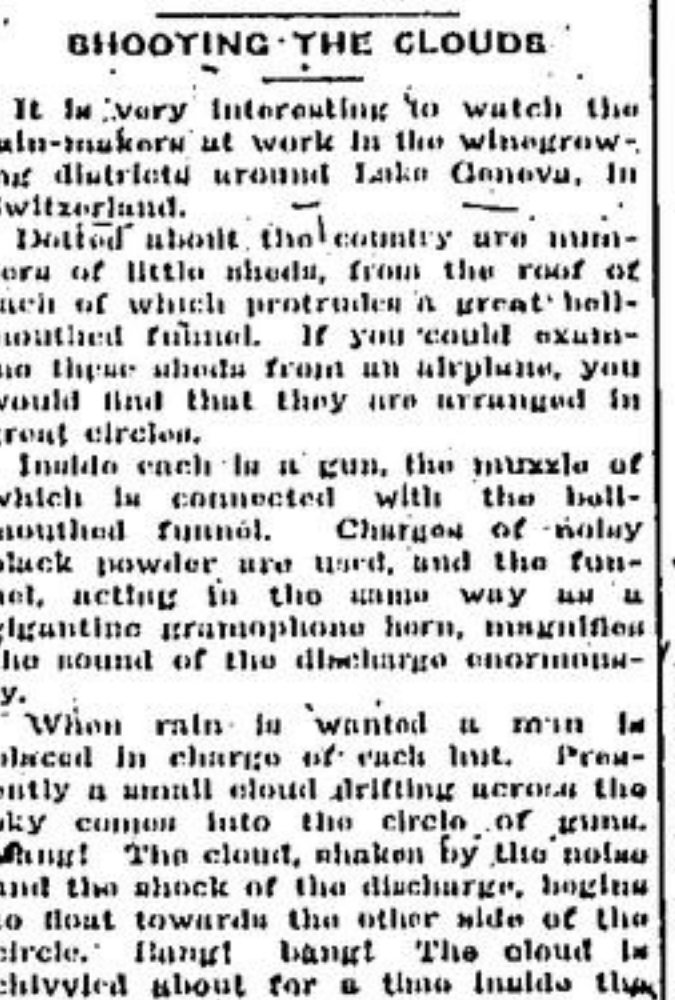 SHOOTING THE CLOUDS
It is very interesting to watch the
ain-makers at work in the winegrow-
ng districts around Lake Geneva, in
Switzerland.
Dotted about the country are num-
ers of little sheds, from the roof of
ach of which protrudes a great bell-
mouthed funnel. If you could exam-
ne these sheds from an airplane, you
would find that they are arranged in
great circles.
Inside each is a gun, the muzzle of
which is connected with the bell-
mouthed funnel. Charges of noisy
black powder are used, and the fun-
nel, acting in the same way as a
gigantine gramophone horn, magnifies
the sound of the discharge enormous-
y.
When rain is wanted a man is
placed in charge of each hut. Pres-
ently a small cloud drifting across the
sky comes into the circle of guns.
Bang! The cloud, shaken by the noise
and the shock of the discharge, begins
to float towards the other side of the
circle. Bang! bang! The cloud is
chivvied about for a time inside the